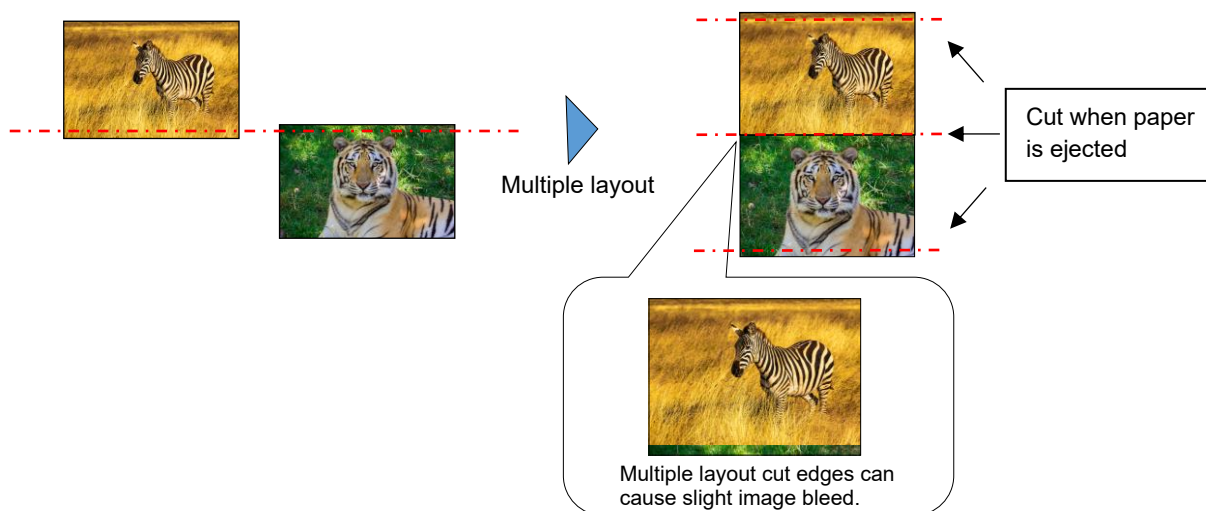 Multiple layout
Cut when paper
is ejected
Multiple layout cut edges can
cause slight image bleed.